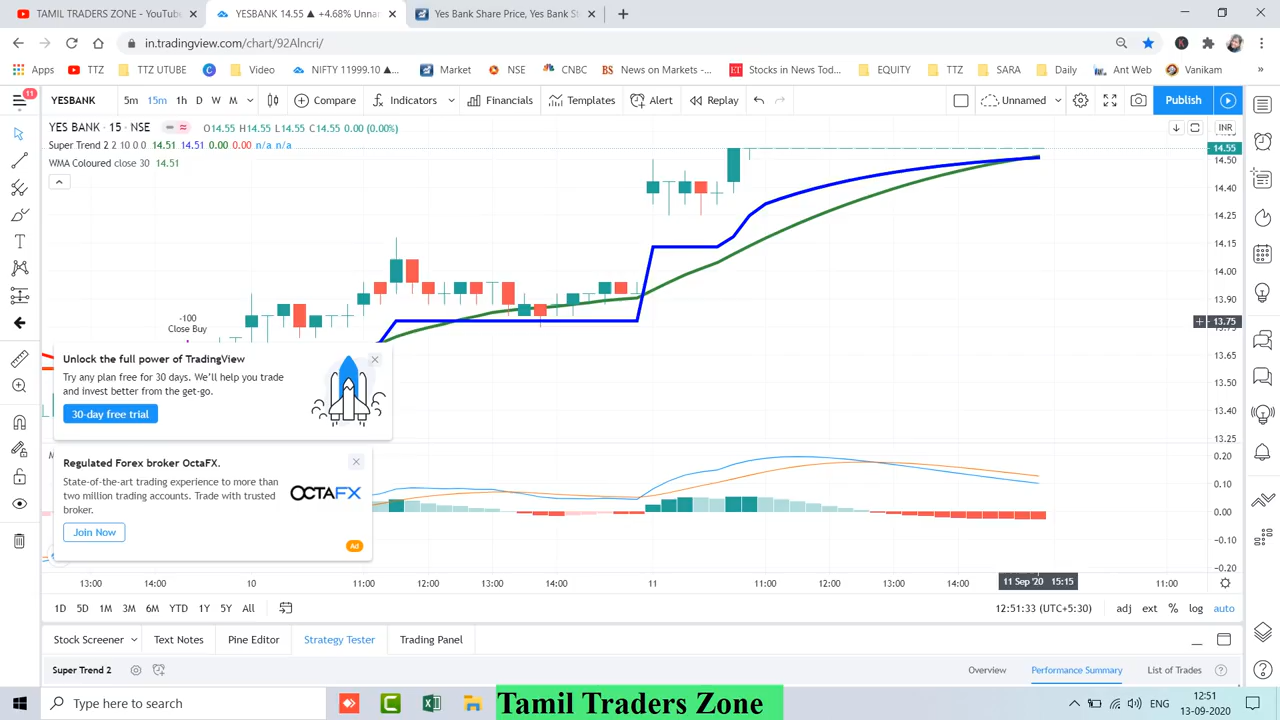 TAMIL TRADERS ZONE - YouTube
YESBANK 14.55 ▲ +4.68% Unna
Yes Bank Share Price, Yes Bank St
in.tradingview.com/chart/92Alncri/
Apps
TTZ
TTZ UTUBE
Video
NIFTY 11999.10 ▲...
Market
NSE
CNBC
News on Markets -...
Stocks in News Tod...
EQUITY
TTZ
SARA
Daily
Ant Web
Vanikam
11
YESBANK
5m 15m 1h D W M
Compare
Indicators
Financials
Templates
Alert
Replay
Unnamed
Publish
YES BANK · 15 · NSE
O14.55 H14.55 L14.55 C14.55 0.00 (0.00%)
INR
Super Trend 2 2 10 0 0 14.51 14.51 0.00 0.00 n/a n/a
WMA Coloured close 30 14.51
14.55
14.50
14.40
14.25
14.15
14.00
13.90
13.75
13.65
13.50
13.40
13.25
-100
Close Buy
Unlock the full power of TradingView
Try any plan free for 30 days. We'll help you trade
and invest better from the get-go.
30-day free trial
Regulated Forex broker OctaFX.
State-of-the-art trading experience to more than
two million trading accounts. Trade with trusted
broker.
OCTAFX
Join Now
Ad
0.20
0.10
0.00
-0.10
-0.20
13:00 14:00 10 11:00 12:00 13:00 14:00 11 11:00 12:00 13:00 14:00 11 Sep '20 15:15 11:00
1D 5D 1M 3M 6M YTD 1Y 5Y All
12:51:33 (UTC+5:30)
adj ext % log auto
Stock Screener
Text Notes
Pine Editor
Strategy Tester
Trading Panel
Super Trend 2
Overview
Performance Summary
List of Trades
Type here to search
Tamil Traders Zone
ENG
12:51
13-09-2020